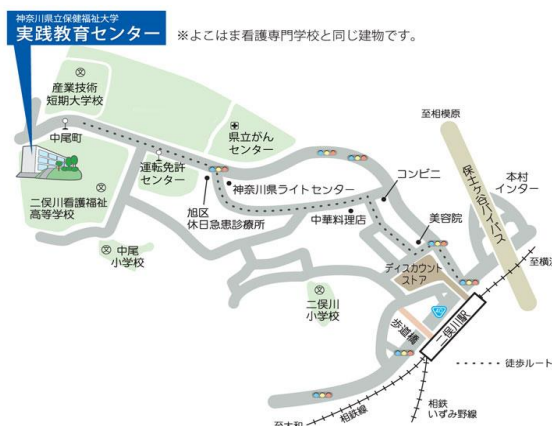 神奈川県立保健福祉大学
実践教育センター
※よこはま看護専門学校と同じ建物です。
産業技術
短期大学校
中尾町
運転免許
センター
県立がん
センター
至相模原
保土ヶ谷バイパス
本村
インター
コンビニ
神奈川県ライトセンター
旭区
休日急患診療所
中華料理店
美容院
二俣川看護福祉
高等学校
中尾
小学校
ディスカウント
ストア
至横浜
二俣川
小学校
歩道橋
二俣川駅
徒歩ルート
相鉄線
相鉄
いずみ野線
至大和